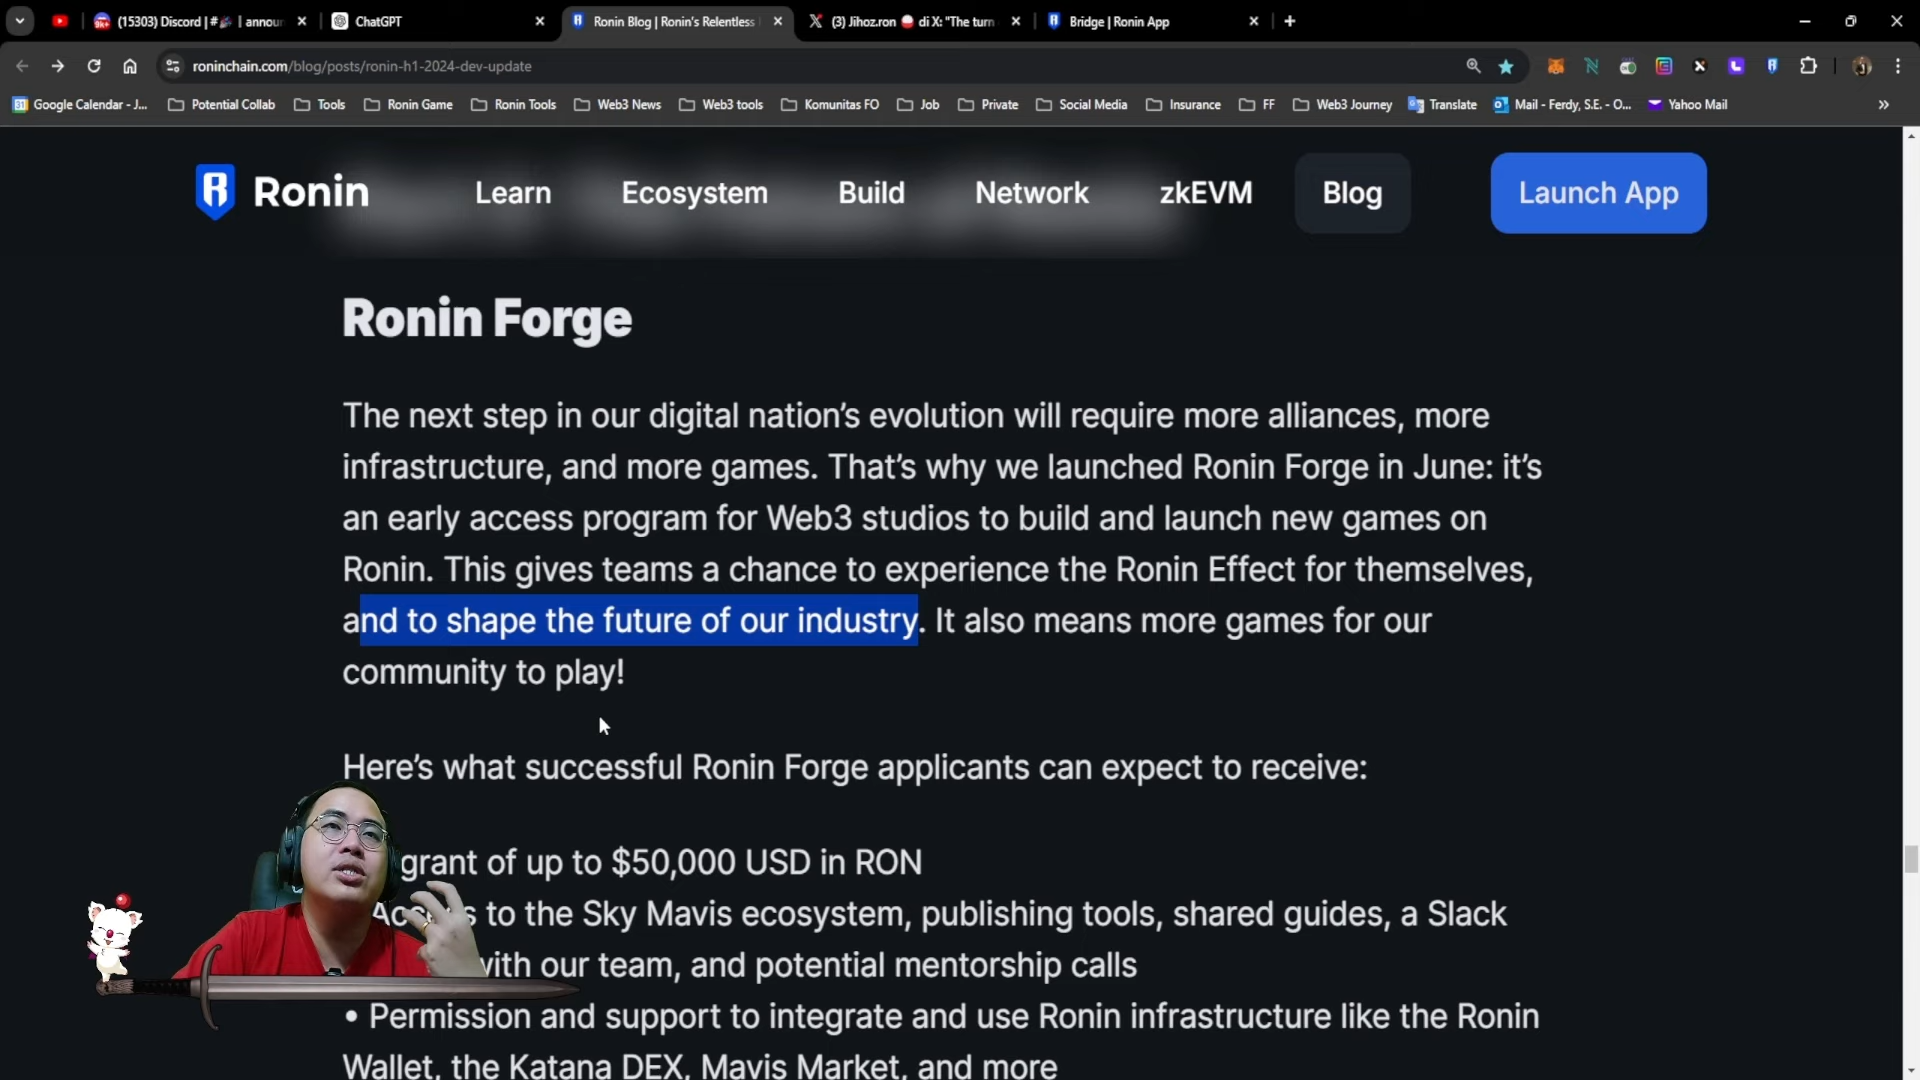 (15303) Discord | # | announ
ChatGPT
Ronin Blog | Ronin's Relentless
(3) Jihoz.ron di X: "The turn
Bridge | Ronin App
roninchain.com/blog/posts/ronin-h1-2024-dev-update
Google Calendar - J...
Potential Collab
Tools
Ronin Game
Ronin Tools
Web3 News
Web3 tools
Komunitas FO
Job
Private
Social Media
Insurance
FF
Web3 Journey
Translate
Mail - Ferdy, S.E. - O...
Yahoo Mail
Ronin
Learn
Ecosystem
Build
Network
zkEVM
Blog
Launch App
Ronin Forge
The next step in our digital nation's evolution will require more alliances, more
infrastructure, and more games. That's why we launched Ronin Forge in June: it's
an early access program for Web3 studios to build and launch new games on
Ronin. This gives teams a chance to experience the Ronin Effect for themselves,
and to shape the future of our industry. It also means more games for our
community to play!
Here's what successful Ronin Forge applicants can expect to receive:
grant of up to $50,000 USD in RON
to the Sky Mavis ecosystem, publishing tools, shared guides, a Slack
with our team, and potential mentorship calls
• Permission and support to integrate and use Ronin infrastructure like the Ronin
Wallet, the Katana DEX, Mavis Market, and more